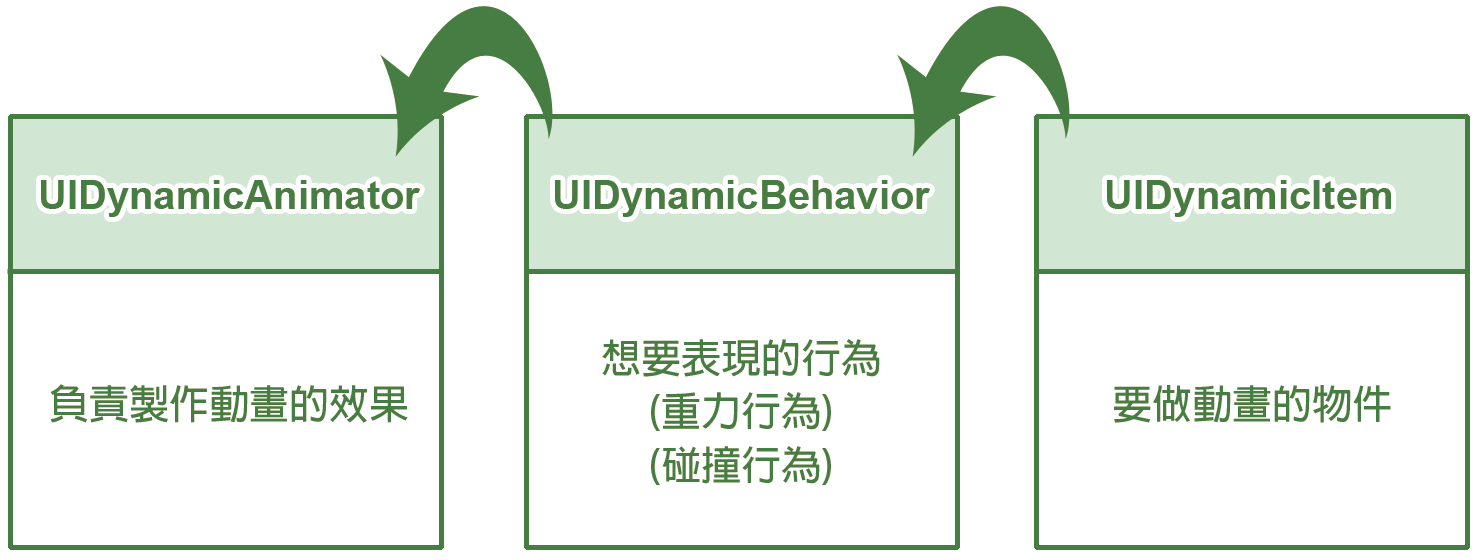 UIDynamicAnimator
負責製作動畫的效果
UIDynamicBehavior
想要表現的行為
(重力行為)
(碰撞行為)
UIDynamicItem
要做動畫的物件